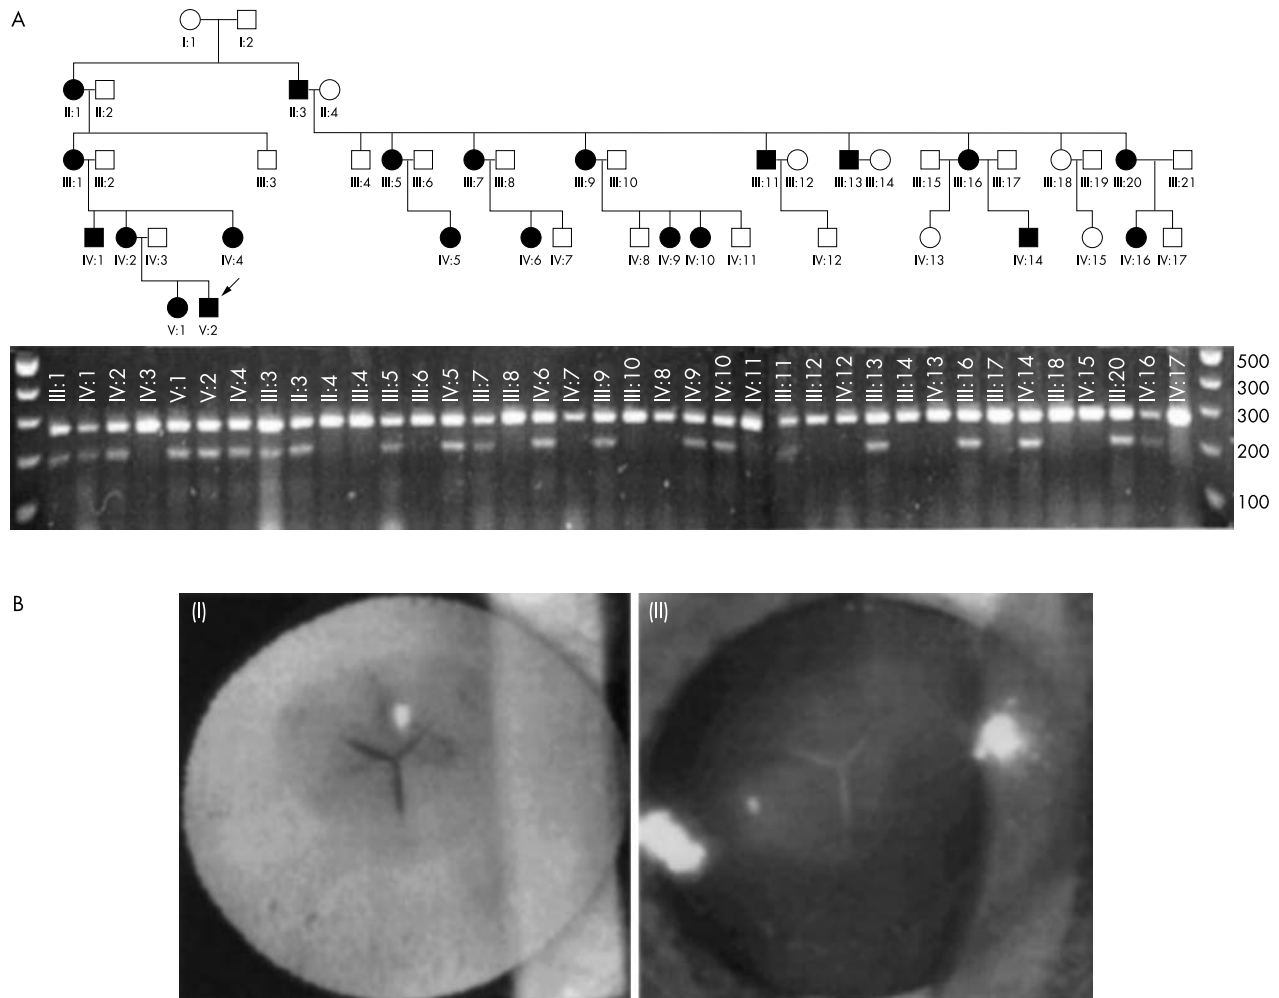 A
I:1 I:2
II:1 II:2 II:3 II:4
III:1 III:2 III:3 III:4 III:5 III:6 III:7 III:8 III:9 III:10 III:11 III:12 III:13 III:14 III:15 III:16 III:17 III:18 III:19 III:20 III:21
IV:1 IV:2 IV:3 IV:4 IV:5 IV:6 IV:7 IV:8 IV:9 IV:10 IV:11 IV:12 IV:13 IV:14 IV:15 IV:16 IV:17
V:1 V:2
III:1 IV:1 IV:2 IV:3 V:1 V:2 IV:4 III:3 II:3 II:4 III:4 III:5 III:6 IV:5 III:7 III:8 IV:6 IV:7 III:9 III:10 IV:8 IV:9 IV:10 IV:11 III:11 III:12 IV:12 III:13 III:14 IV:13 III:16 III:17 IV:14 III:18 IV:15 III:20 IV:16 IV:17
500
300
300
200
100
B
(I) (II)